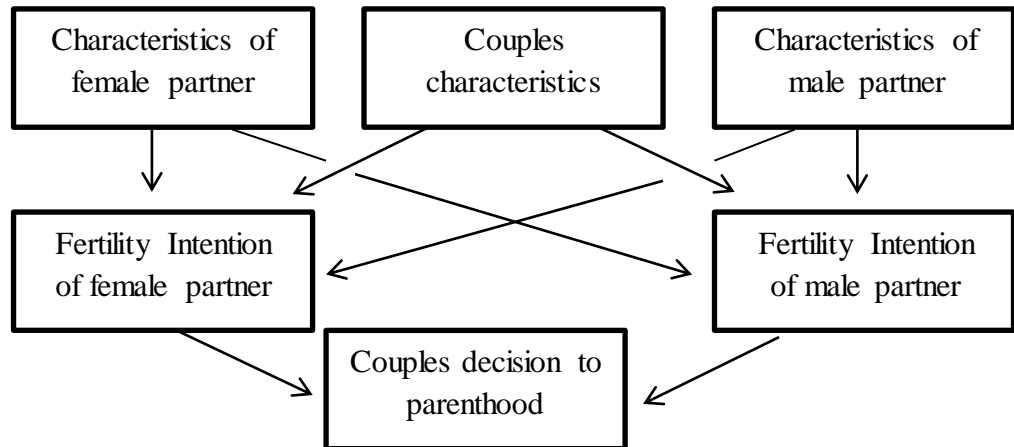 Characteristics of
female partner
Couples
characteristics
Characteristics of
male partner
Fertility Intention
of female partner
Fertility Intention
of male partner
Couples decision to
parenthood